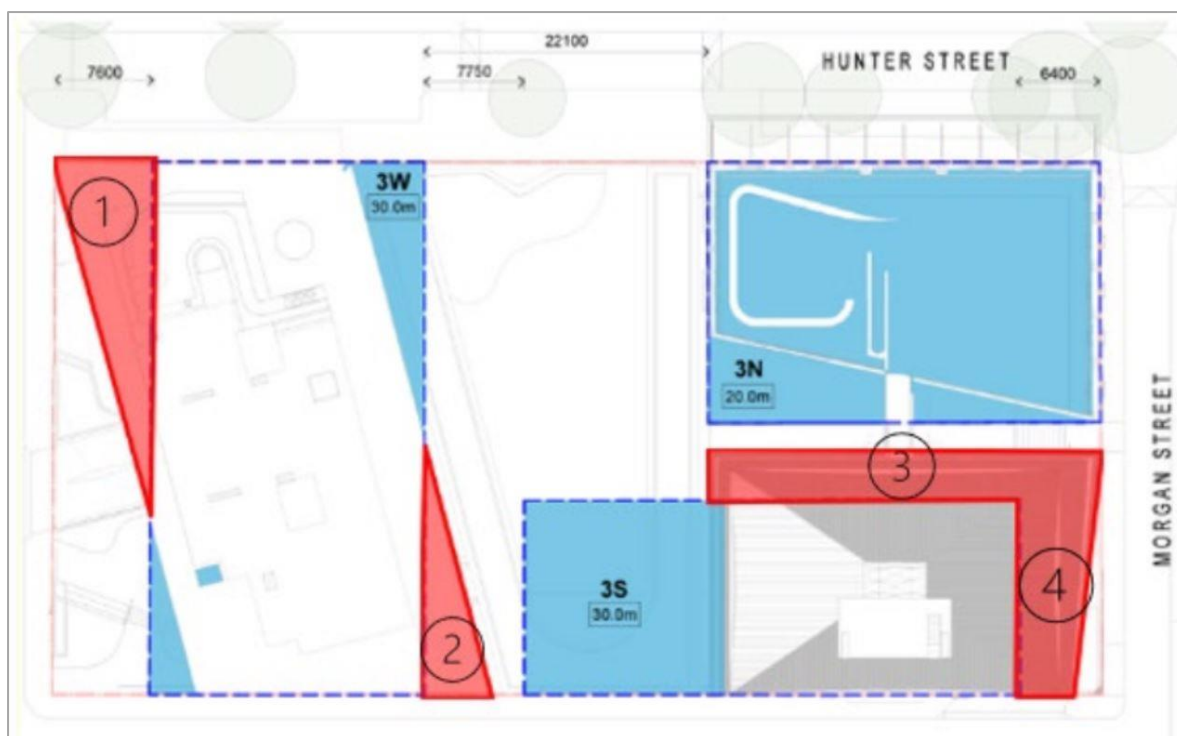 22100
7600
7750
HUNTER STREET
6400
1
3W
30.0m
3N
20.0m
3
MORGAN STREET
3S
30.0m
4
2